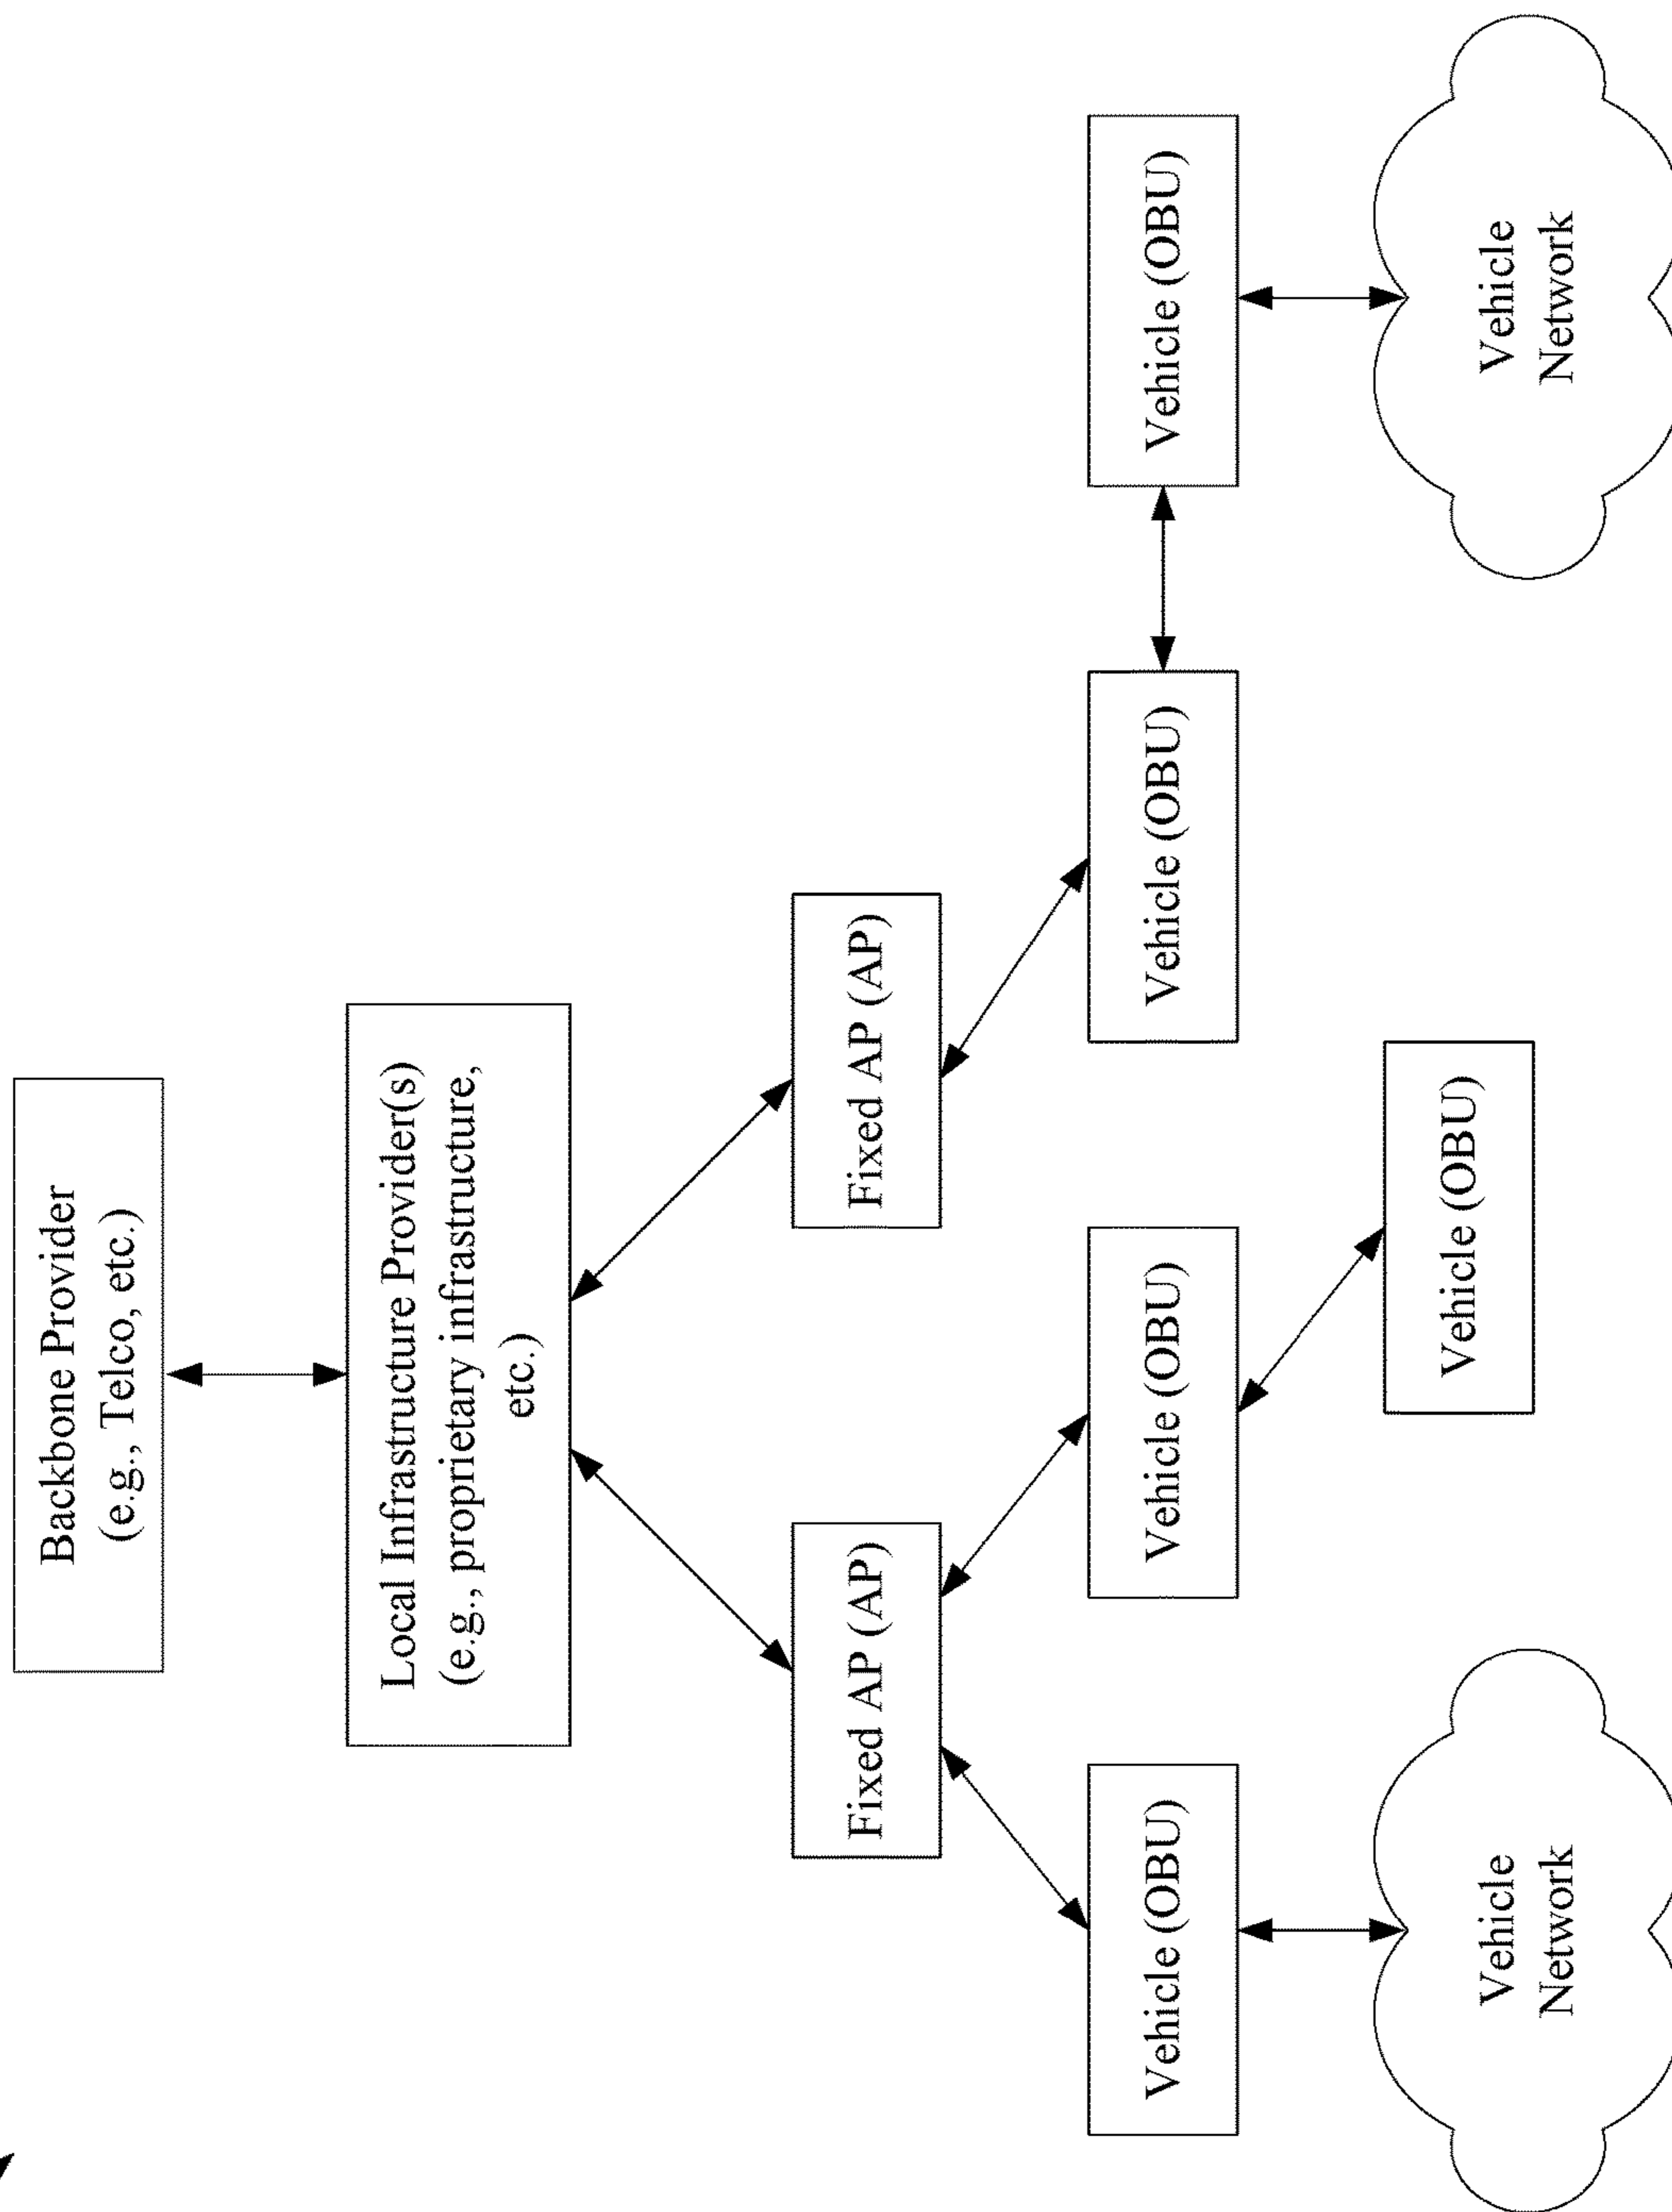 Backbone Provider
(e.g., Telco, etc.)
Local Infrastructure Provider(s)
(e.g., proprietary infrastructure,
etc.)
Fixed AP (AP)
Fixed AP (AP)
Vehicle (OBU)
Vehicle (OBU)
Vehicle (OBU)
Vehicle (OBU)
Vehicle (OBU)
Vehicle
Network
Vehicle
Network